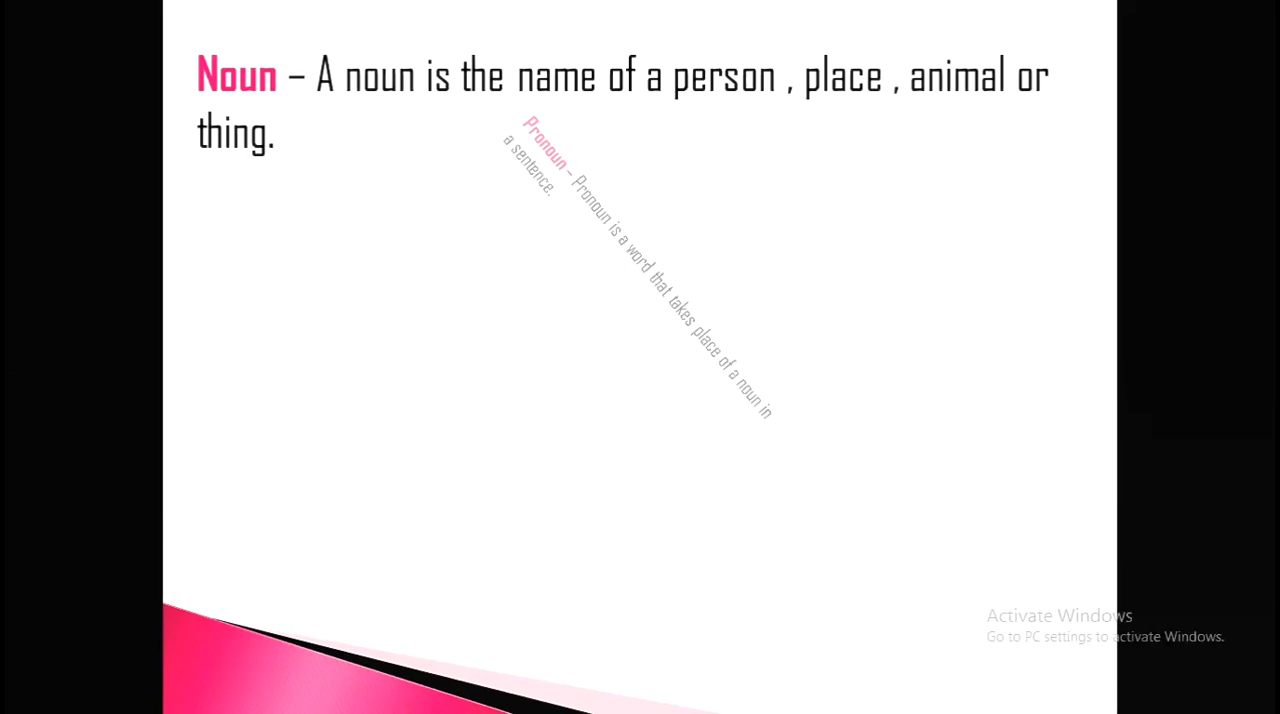 Noun – A noun is the name of a person , place , animal or
thing.
Pronoun – Pronoun is a word that takes place of a noun in
a sentence.
Activate Windows
Go to PC settings to activate Windows.